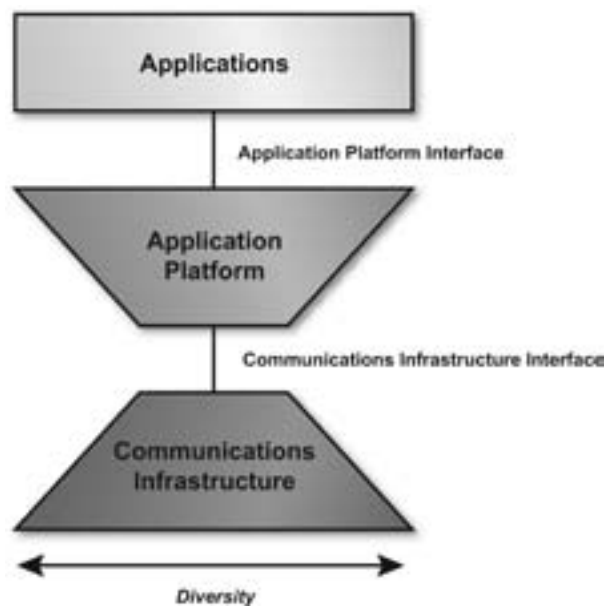 Applications
Application Platform Interface
Application
Platform
Communications Infrastructure Interface
Communications
Infrastructure
Diversity